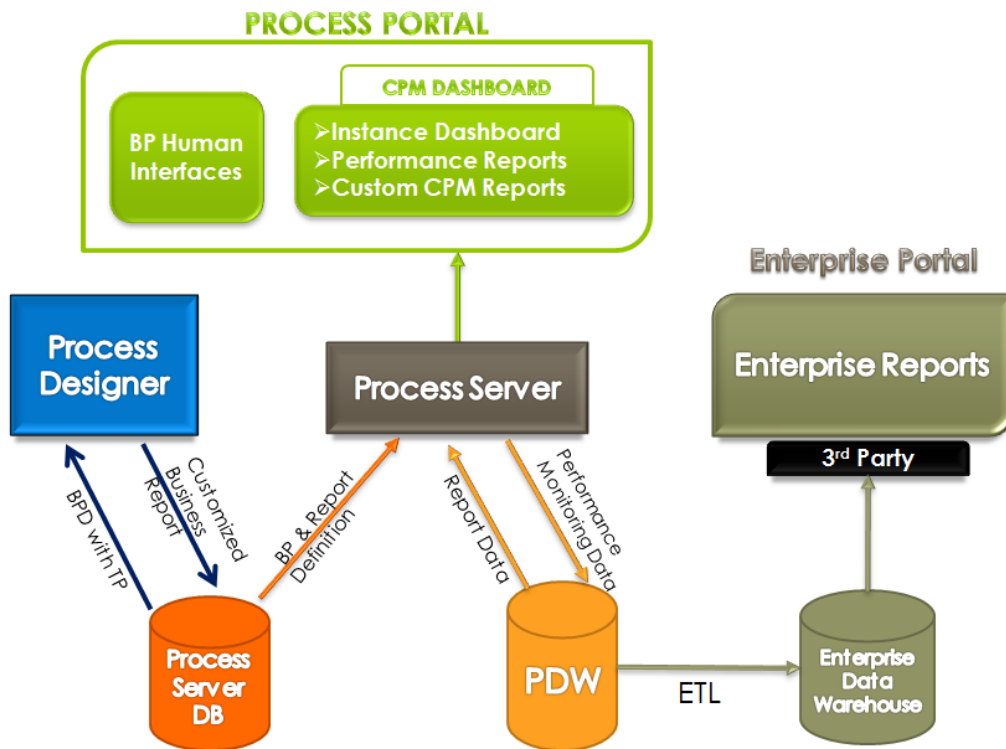 PROCESS PORTAL
CPM DASHBOARD
BP Human
Interfaces
➢Instance Dashboard
➢Performance Reports
➢Custom CPM Reports
Enterprise Portal
Process
Designer
Process Server
Enterprise Reports
3rd Party
BPD with TP
Customized
Business
Report
BP & Report
Definition
Report Data
Performance
Monitoring Data
Process
Server
DB
PDW
ETL
Enterprise
Data
Warehouse